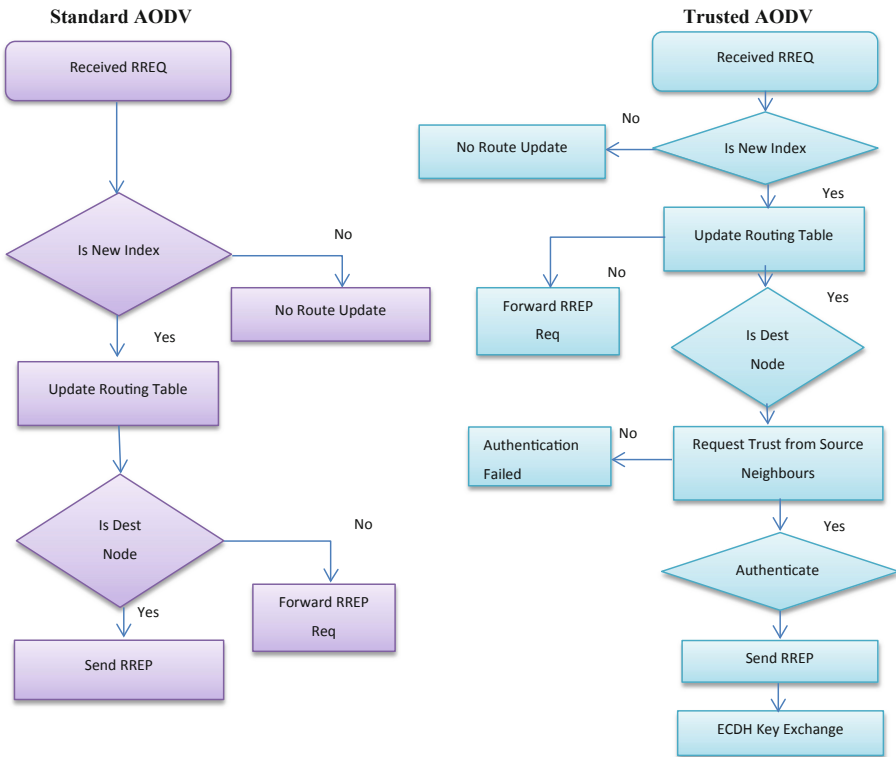 Standard AODV
Received RREQ
Is New Index
No
No Route Update
Yes
Update Routing Table
Is Dest
Node
No
Forward RREP
Req
Yes
Send RREP
Trusted AODV
Received RREQ
No
No Route Update
Is New Index
Yes
Update Routing Table
No
Forward RREP
Req
Yes
Is Dest
Node
No
Authentication
Failed
Request Trust from Source
Neighbours
Yes
Authenticate
Send RREP
ECDH Key Exchange